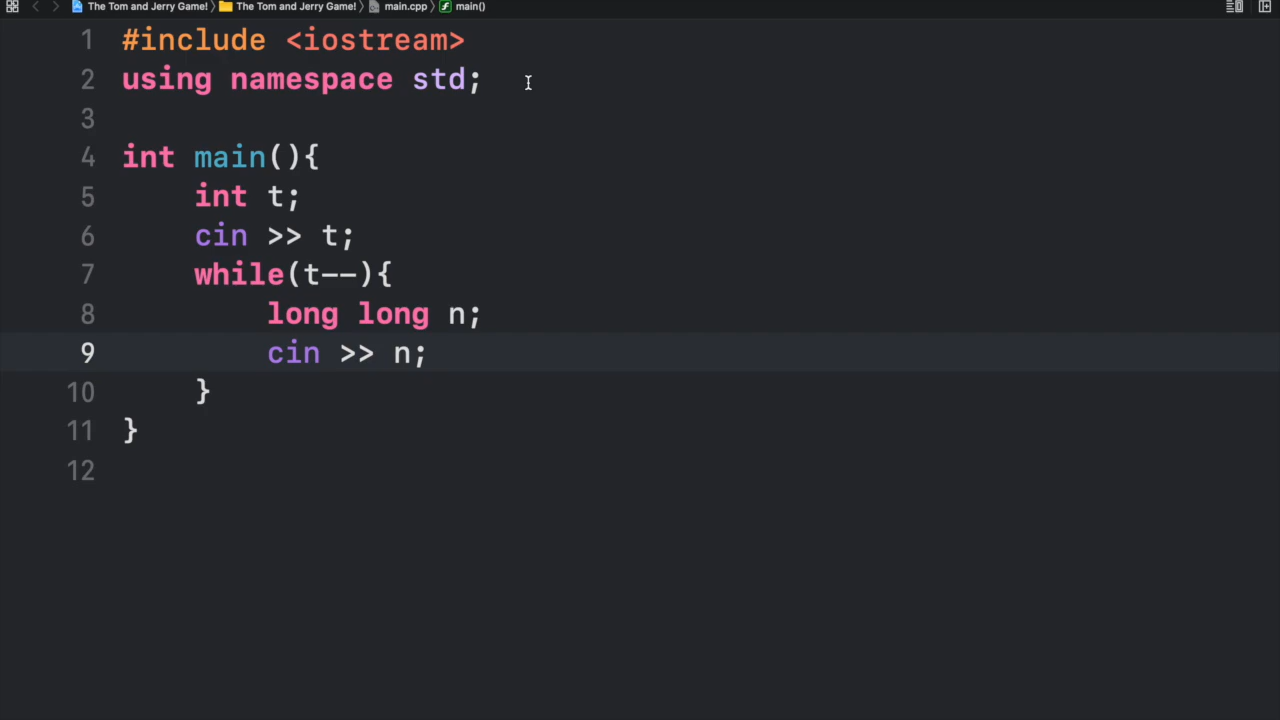 The Tom and Jerry Game! The Tom and Jerry Game! main.cpp main()
1 #include <iostream>
2 using namespace std;
3
4 int main(){
5 int t;
6 cin >> t;
7 while(t--){
8 long long n;
9 cin >> n;
10 }
11 }
12